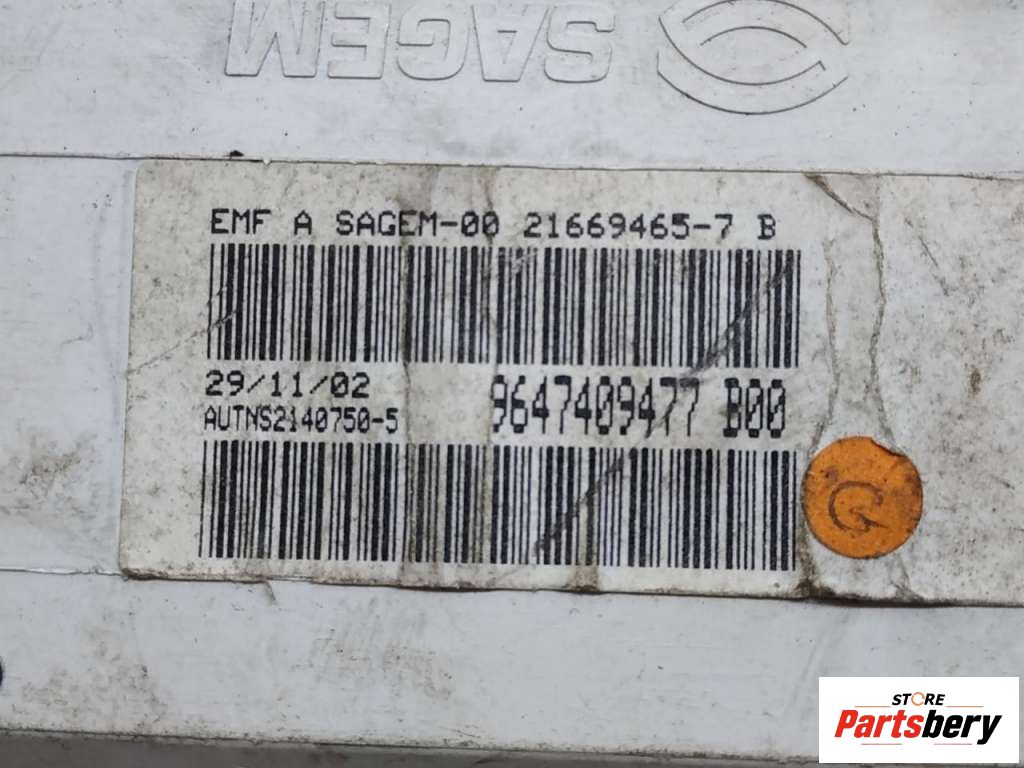 SAGEM
EMF A SAGEM-00 21669465-7 B
29/11/02
9647409477 B00
AUTNS2140750-5
G
STORE
Partsbery